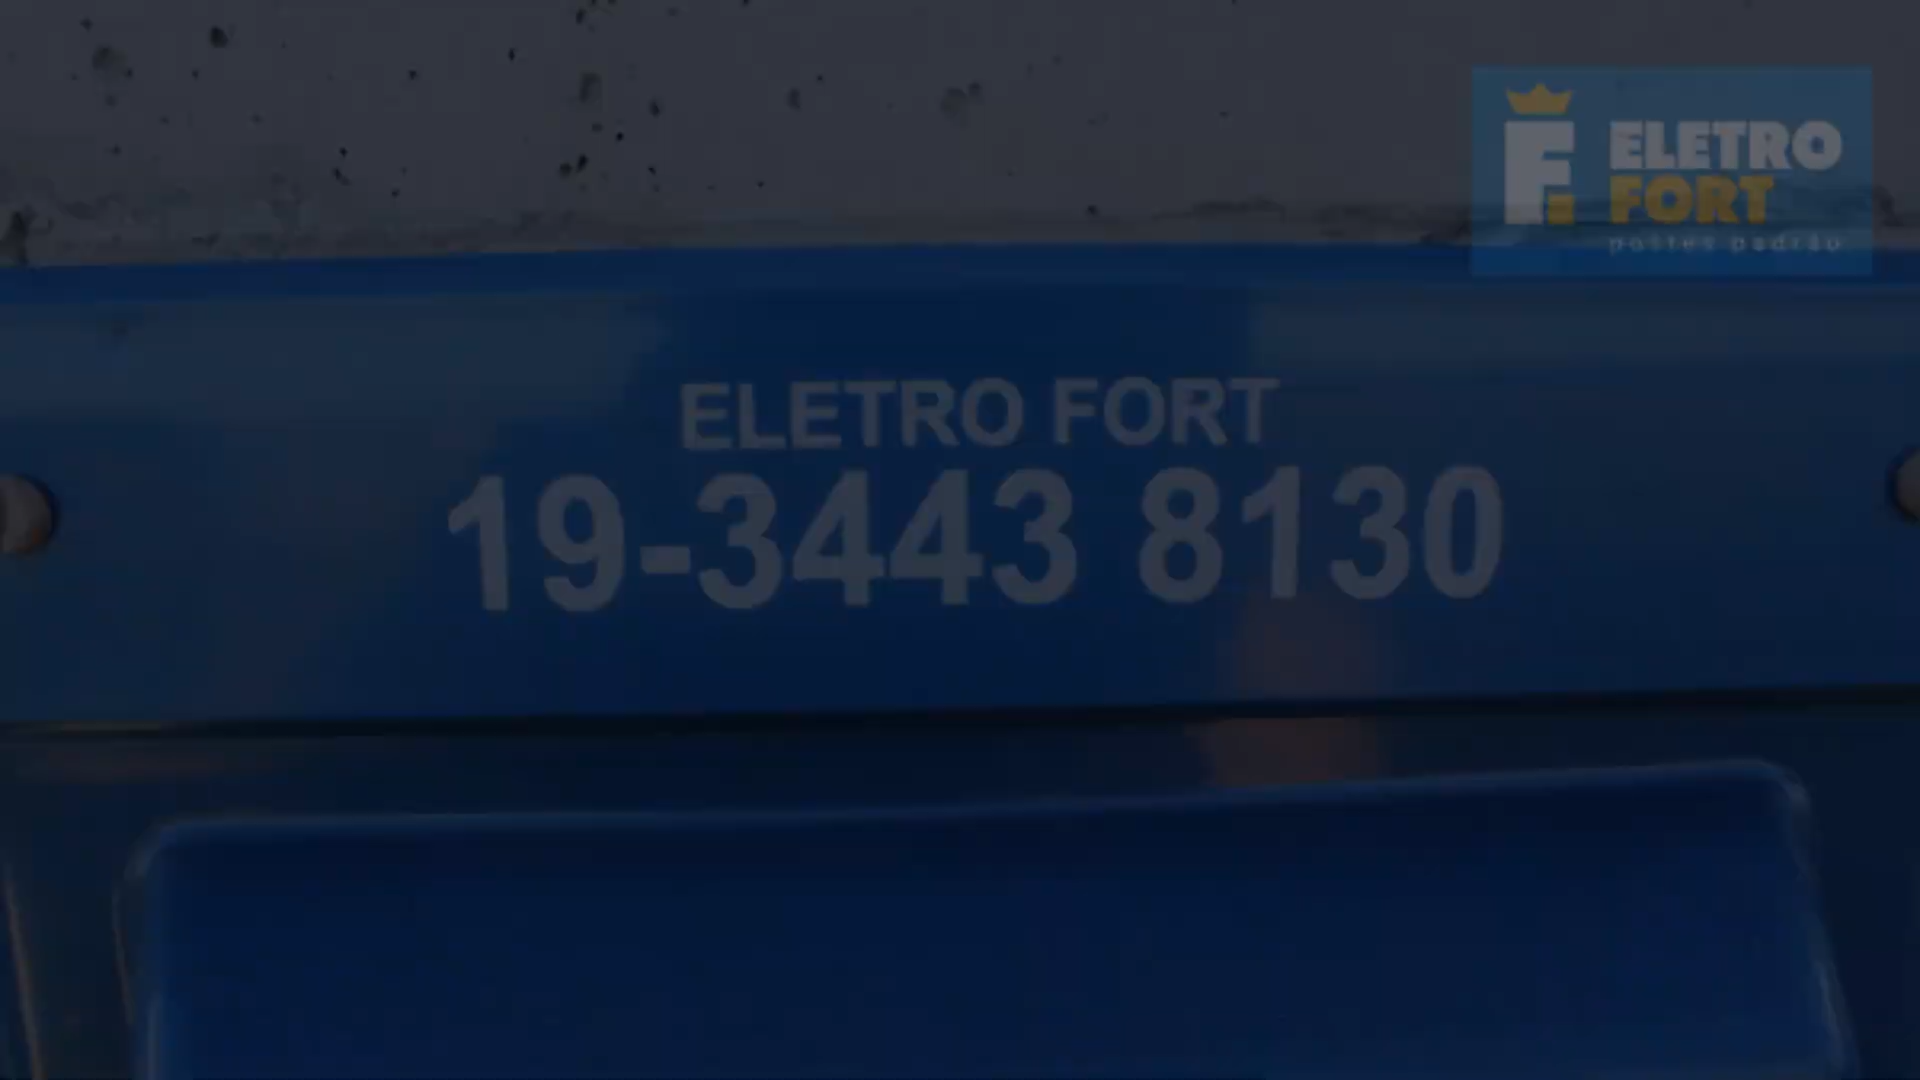 ELETRO
FORT
postes padrão
ELETRO FORT
19-3443 8130